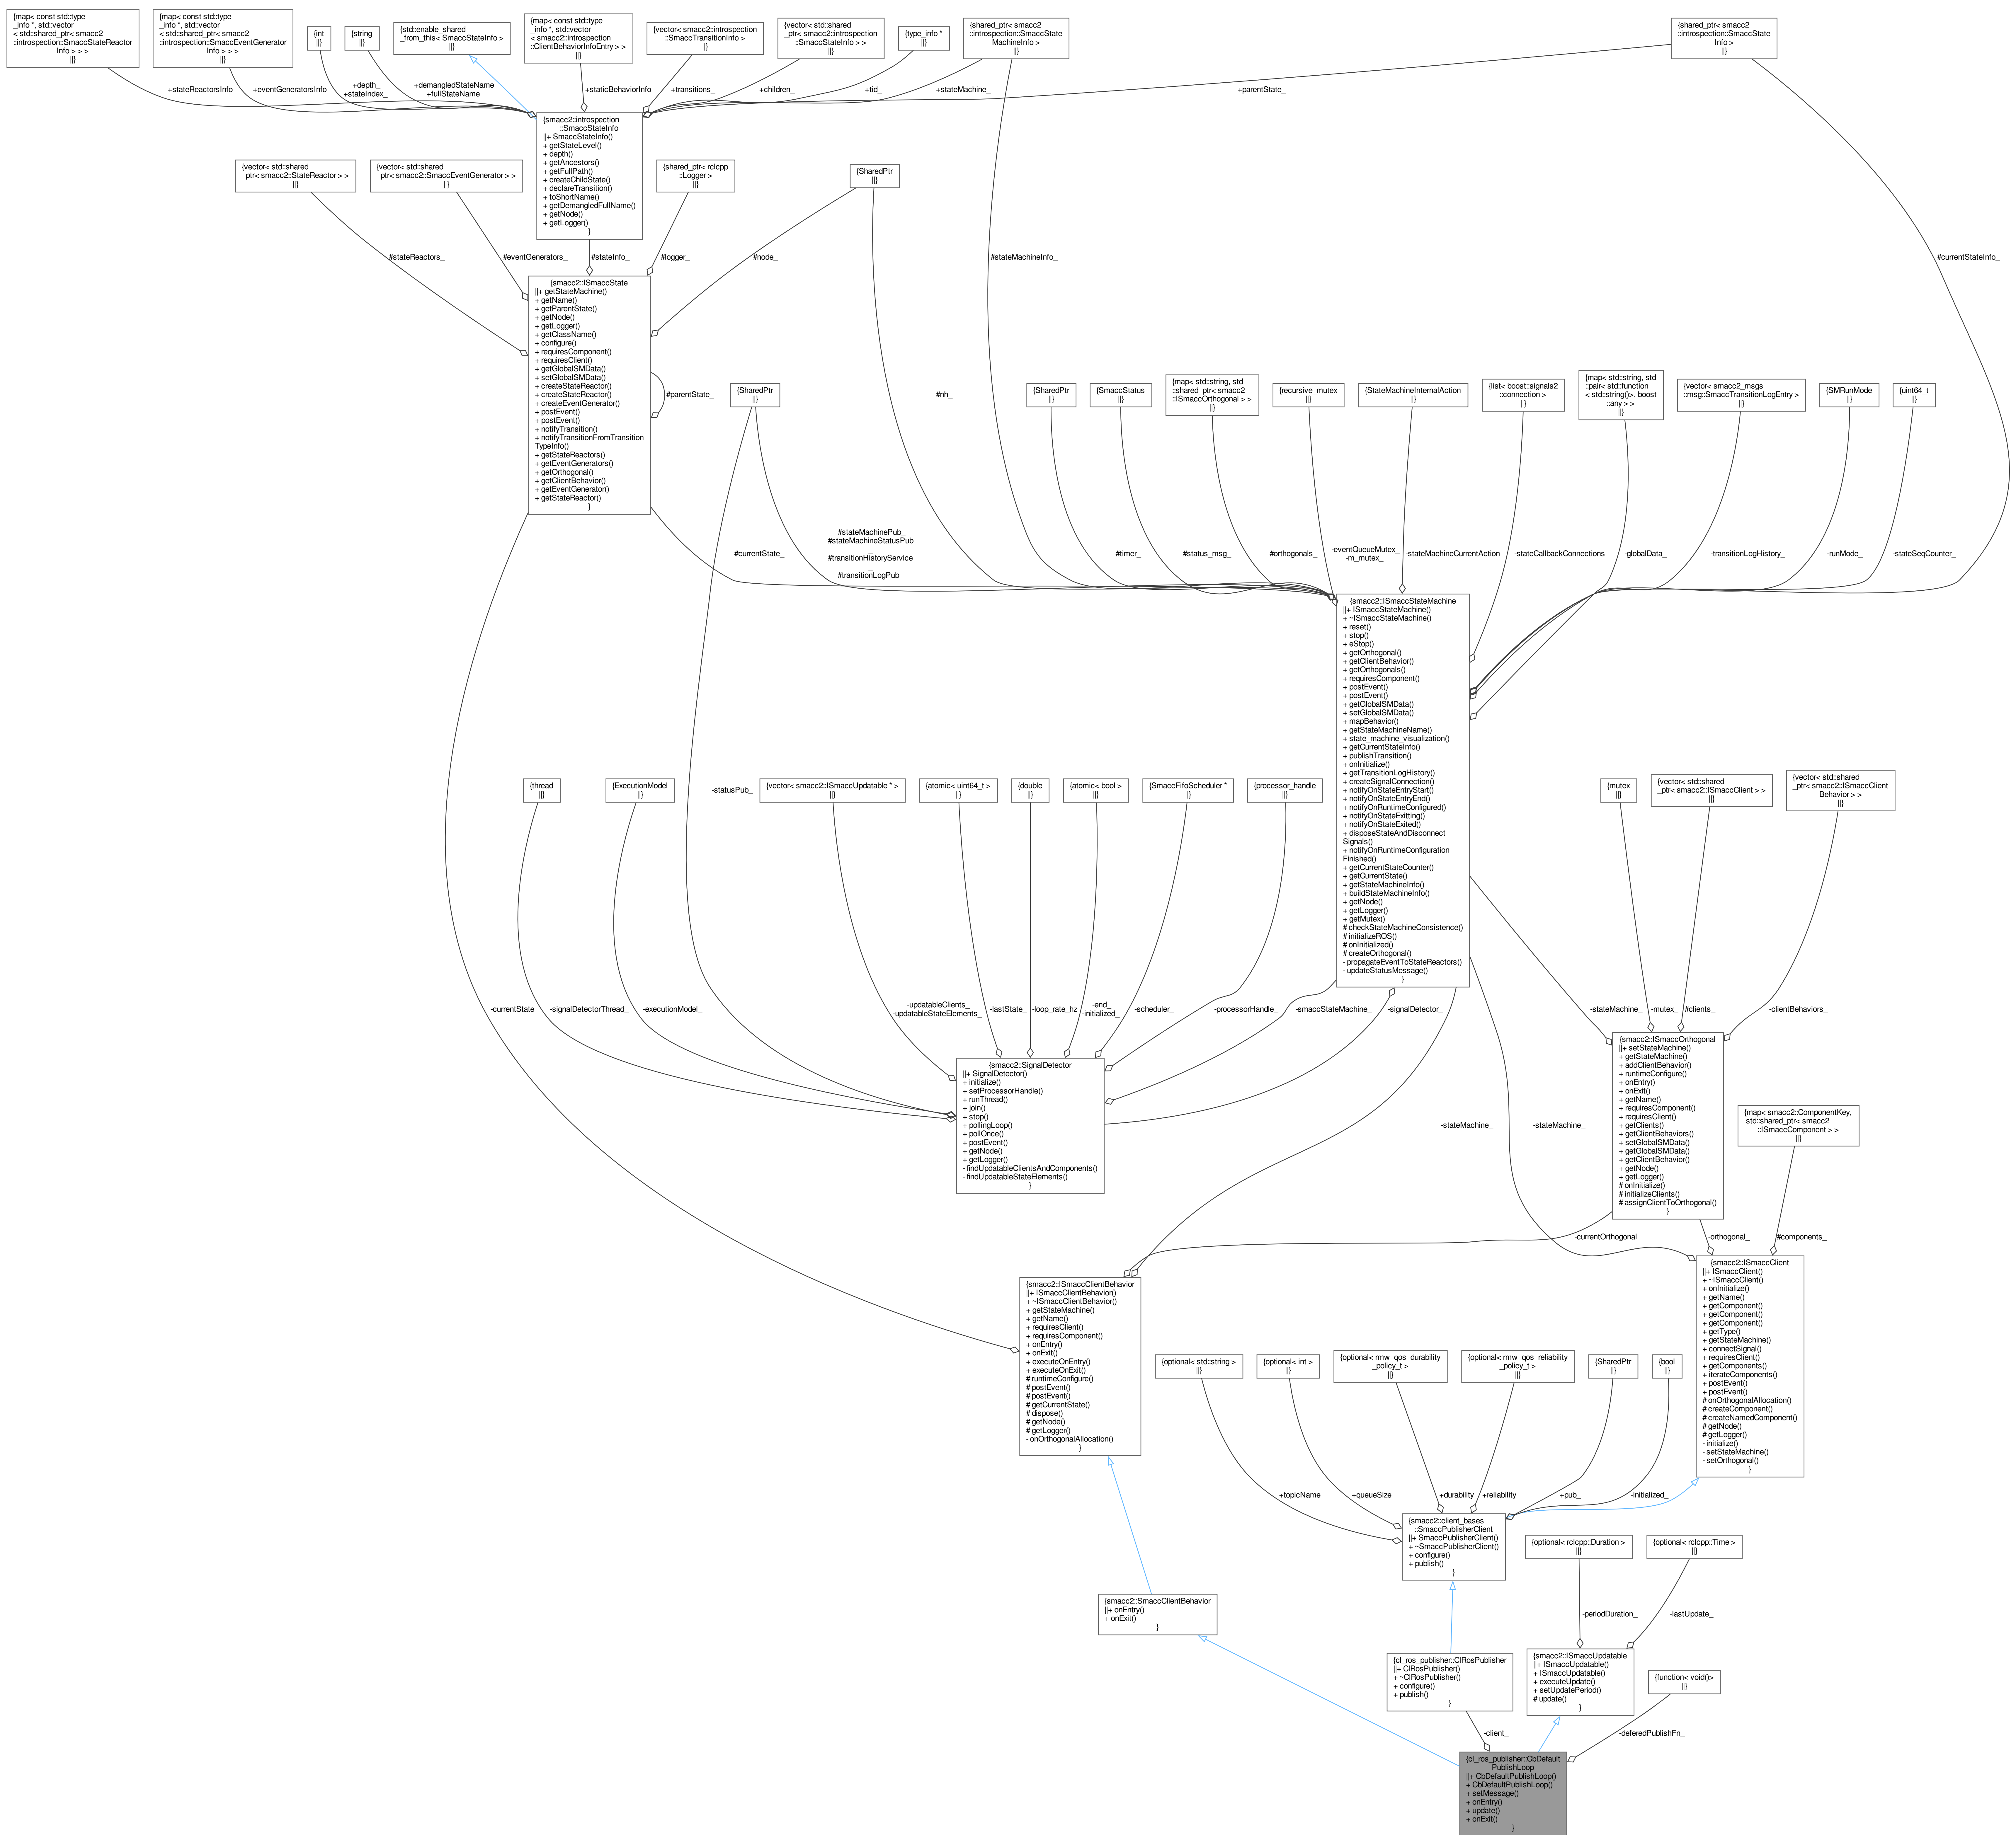 {map< const std::type
_info *, std::vector
< std::shared_ptr< smacc2
::introspection::SmaccStateReactor
Info > > >
||}
{map< const std::type
_info *, std::vector
< std::shared_ptr< smacc2
::introspection::SmaccEventGenerator
Info > > >
||}
{int
||}
{string
||}
{std::enable_shared
_from_this< SmaccStateInfo >
||}
{map< const std::type
_info *, std::vector
< smacc2::introspection
::ClientBehaviorInfoEntry > >
||}
{vector< smacc2::introspection
::SmaccTransitionInfo >
||}
{vector< std::shared
_ptr< smacc2::introspection
::SmaccStateInfo > >
||}
{type_info *
||}
{shared_ptr< smacc2
::introspection::SmaccState
MachineInfo >
||}
{shared_ptr< smacc2
::introspection::SmaccState
Info >
||}
+stateReactorsInfo
+eventGeneratorsInfo
+depth_
+stateIndex_
+demangledStateName
+fullStateName
+staticBehaviorInfo
+transitions_
+children_
+tid_
+stateMachine_
+parentState_
{smacc2::introspection
::SmaccStateInfo
||+ SmaccStateInfo()
+ getStateLevel()
+ depth()
+ getAncestors()
+ getFullPath()
+ createChildState()
+ declareTransition()
+ toShortName()
+ getDemangledFullName()
+ getNode()
+ getLogger()
}
{vector< std::shared
_ptr< smacc2::StateReactor > >
||}
{vector< std::shared
_ptr< smacc2::SmaccEventGenerator > >
||}
{shared_ptr< rclcpp
::Logger >
||}
{SharedPtr
||}
#stateReactors_
#eventGenerators_
#stateInfo_
#logger_
#node_
#stateMachineInfo_
#currentStateInfo_
{smacc2::ISmaccState
||+ getStateMachine()
+ getName()
+ getParentState()
+ getNode()
+ getLogger()
+ getClassName()
+ configure()
+ requiresComponent()
+ requiresClient()
+ getGlobalSMData()
+ setGlobalSMData()
+ createStateReactor()
+ createStateReactor()
+ createEventGenerator()
+ postEvent()
+ postEvent()
+ notifyTransition()
+ notifyTransitionFromTransition
TypeInfo()
+ getStateReactors()
+ getEventGenerators()
+ getOrthogonal()
+ getClientBehavior()
+ getEventGenerator()
+ getStateReactor()
}
#parentState_
{SharedPtr
||}
#nh_
{SharedPtr
||}
{SmaccStatus
||}
{map< std::string, std
::shared_ptr< smacc2
::ISmaccOrthogonal > >
||}
{recursive_mutex
||}
{StateMachineInternalAction
||}
{list< boost::signals2
::connection >
||}
{map< std::string, std
::pair< std::function
< std::string()>, boost
::any > >
||}
{vector< smacc2_msgs
::msg::SmaccTransitionLogEntry >
||}
{SMRunMode
||}
{uint64_t
||}
#currentState_
#stateMachinePub_
#stateMachineStatusPub
_
#transitionHistoryService
_
#transitionLogPub_
#timer_
#status_msg_
#orthogonals_
-eventQueueMutex_
-m_mutex_
-stateMachineCurrentAction
-stateCallbackConnections
-globalData_
-transitionLogHistory_
-runMode_
-stateSeqCounter_
{smacc2::ISmaccStateMachine
||+ ISmaccStateMachine()
+ ~ISmaccStateMachine()
+ reset()
+ stop()
+ eStop()
+ getOrthogonal()
+ getClientBehavior()
+ getOrthogonals()
+ requiresComponent()
+ postEvent()
+ postEvent()
+ getGlobalSMData()
+ setGlobalSMData()
+ mapBehavior()
+ getStateMachineName()
+ state_machine_visualization()
+ getCurrentStateInfo()
+ publishTransition()
+ onInitialize()
+ getTransitionLogHistory()
+ createSignalConnection()
+ notifyOnStateEntryStart()
+ notifyOnStateEntryEnd()
+ notifyOnRuntimeConfigured()
+ notifyOnStateExitting()
+ notifyOnStateExited()
+ disposeStateAndDisconnect
Signals()
+ notifyOnRuntimeConfiguration
Finished()
+ getCurrentStateCounter()
+ getCurrentState()
+ getStateMachineInfo()
+ buildStateMachineInfo()
+ getNode()
+ getLogger()
+ getMutex()
# checkStateMachineConsistence()
# initializeROS()
# onInitialized()
# createOrthogonal()
- propagateEventToStateReactors()
- updateStatusMessage()
}
{thread
||}
{ExecutionModel
||}
-statusPub_
{vector< smacc2::ISmaccUpdatable * >
||}
{atomic< uint64_t >
||}
{double
||}
{atomic< bool >
||}
{SmaccFifoScheduler *
||}
{processor_handle
||}
{mutex
||}
{vector< std::shared
_ptr< smacc2::ISmaccClient > >
||}
{vector< std::shared
_ptr< smacc2::ISmaccClient
Behavior > >
||}
-currentState
-signalDetectorThread_
-executionModel_
-updatableClients_
-updatableStateElements_
-lastState_
-loop_rate_hz
-end_
-initialized_
-scheduler_
-processorHandle_
-smaccStateMachine_
-signalDetector_
-stateMachine_
-mutex_
#clients_
-clientBehaviors_
{smacc2::SignalDetector
||+ SignalDetector()
+ initialize()
+ setProcessorHandle()
+ runThread()
+ join()
+ stop()
+ pollingLoop()
+ pollOnce()
+ postEvent()
+ getNode()
+ getLogger()
- findUpdatableClientsAndComponents()
- findUpdatableStateElements()
}
{smacc2::ISmaccOrthogonal
||+ setStateMachine()
+ getStateMachine()
+ addClientBehavior()
+ runtimeConfigure()
+ onEntry()
+ onExit()
+ getName()
+ requiresComponent()
+ requiresClient()
+ getClients()
+ getClientBehaviors()
+ setGlobalSMData()
+ getGlobalSMData()
+ getClientBehavior()
+ getNode()
+ getLogger()
# onInitialize()
# initializeClients()
# assignClientToOrthogonal()
}
{map< smacc2::ComponentKey,
std::shared_ptr< smacc2
::ISmaccComponent > >
||}
-stateMachine_
-stateMachine_
-currentOrthogonal
-orthogonal_
#components_
{smacc2::ISmaccClientBehavior
||+ ISmaccClientBehavior()
+ ~ISmaccClientBehavior()
+ getStateMachine()
+ getName()
+ requiresClient()
+ requiresComponent()
+ onEntry()
+ onExit()
+ executeOnEntry()
+ executeOnExit()
# runtimeConfigure()
# postEvent()
# postEvent()
# getCurrentState()
# dispose()
# getNode()
# getLogger()
- onOrthogonalAllocation()
}
{smacc2::ISmaccClient
||+ ISmaccClient()
+ ~ISmaccClient()
+ onInitialize()
+ getName()
+ getComponent()
+ getComponent()
+ getComponent()
+ getType()
+ getStateMachine()
+ connectSignal()
+ requiresClient()
+ getComponents()
+ iterateComponents()
+ postEvent()
+ postEvent()
# onOrthogonalAllocation()
# createComponent()
# createNamedComponent()
# getNode()
# getLogger()
- initialize()
- setStateMachine()
- setOrthogonal()
}
{optional< std::string >
||}
{optional< int >
||}
{optional< rmw_qos_durability
_policy_t >
||}
{optional< rmw_qos_reliability
_policy_t >
||}
{SharedPtr
||}
{bool
||}
+topicName
+queueSize
+durability
+reliability
+pub_
-initialized_
{smacc2::client_bases
::SmaccPublisherClient
||+ SmaccPublisherClient()
+ ~SmaccPublisherClient()
+ configure()
+ publish()
}
{optional< rclcpp::Duration >
||}
{optional< rclcpp::Time >
||}
{smacc2::SmaccClientBehavior
||+ onEntry()
+ onExit()
}
-periodDuration_
-lastUpdate_
{cl_ros_publisher::ClRosPublisher
||+ ClRosPublisher()
+ ~ClRosPublisher()
+ configure()
+ publish()
}
{smacc2::ISmaccUpdatable
||+ ISmaccUpdatable()
+ ISmaccUpdatable()
+ executeUpdate()
+ setUpdatePeriod()
# update()
}
{function< void()>
||}
-client_
-deferedPublishFn_
{cl_ros_publisher::CbDefault
PublishLoop
||+ CbDefaultPublishLoop()
+ CbDefaultPublishLoop()
+ setMessage()
+ onEntry()
+ update()
+ onExit()
}